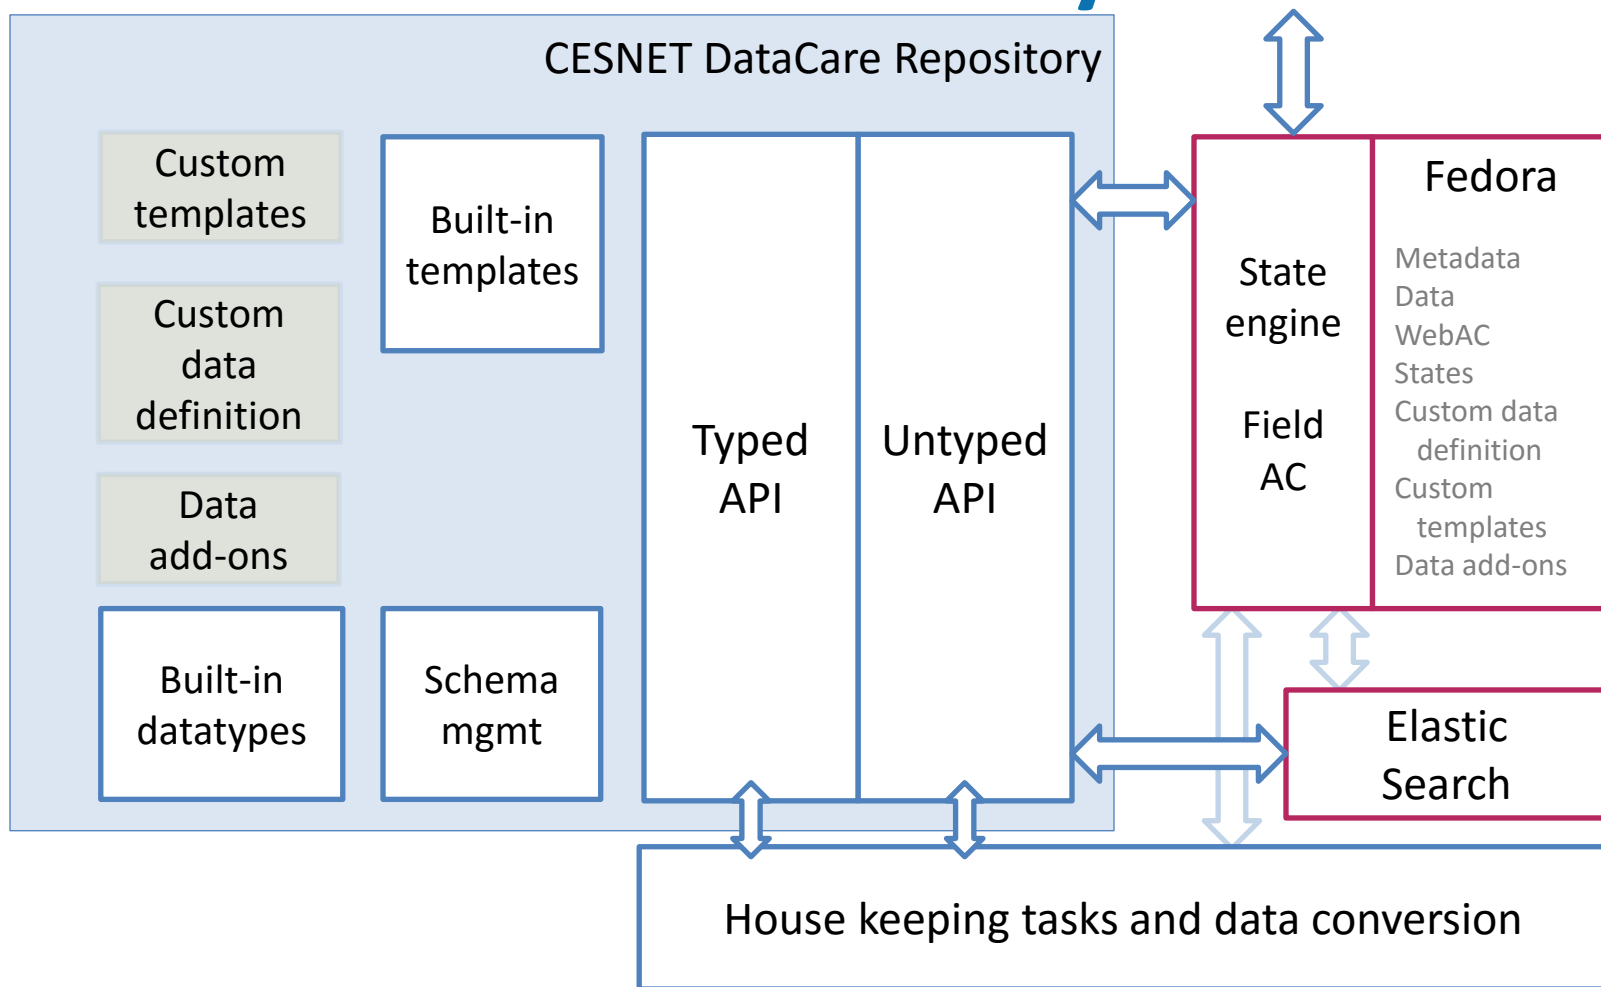 CESNET DataCare Repository
Custom
templates
Custom
data
definition
Data
add-ons
Built-in
templates
Built-in
datatypes
Schema
mgmt
Typed
API
Untyped
API
State
engine
Field
AC
Fedora
Metadata
Data
WebAC
States
Custom data
definition
Custom
templates
Data add-ons
Elastic
Search
House keeping tasks and data conversion